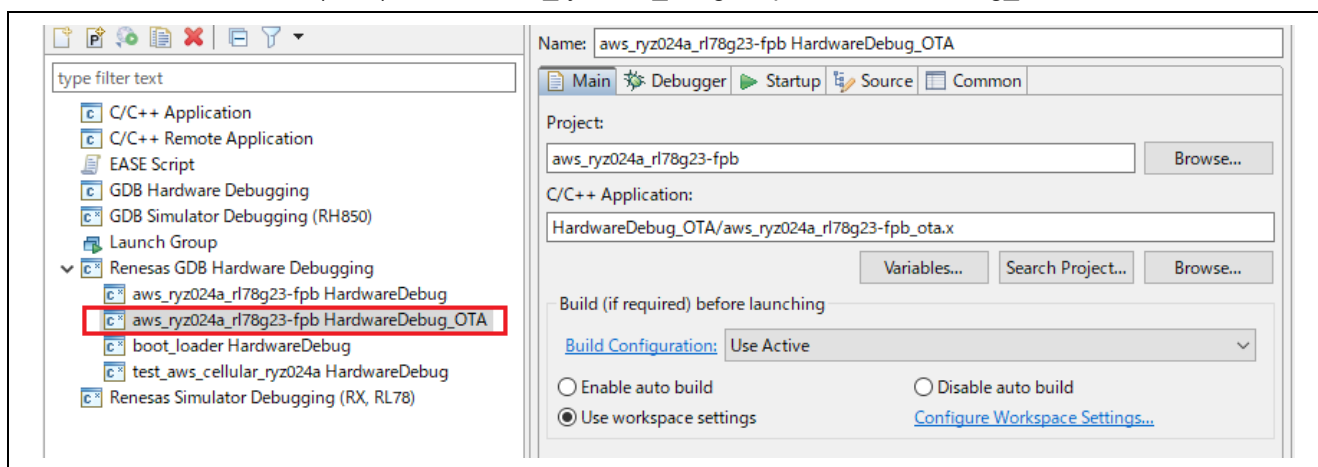 Name: aws_ryz024a_rl78g23-fpb HardwareDebug_OTA
type filter text
C/C++ Application
C/C++ Remote Application
EASE Script
GDB Hardware Debugging
GDB Simulator Debugging (RH850)
Launch Group
Renesas GDB Hardware Debugging
aws_ryz024a_rl78g23-fpb HardwareDebug
aws_ryz024a_rl78g23-fpb HardwareDebug_OTA
boot_loader HardwareDebug
test_aws_cellular_ryz024a HardwareDebug
Renesas Simulator Debugging (RX, RL78)
Main Debugger Startup Source Common
Project:
aws_ryz024a_rl78g23-fpb Browse...
C/C++ Application:
HardwareDebug_OTA/aws_ryz024a_rl78g23-fpb_ota.x
Variables... Search Project... Browse...
Build (if required) before launching
Build Configuration: Use Active
Enable auto build Disable auto build
Use workspace settings Configure Workspace Settings...